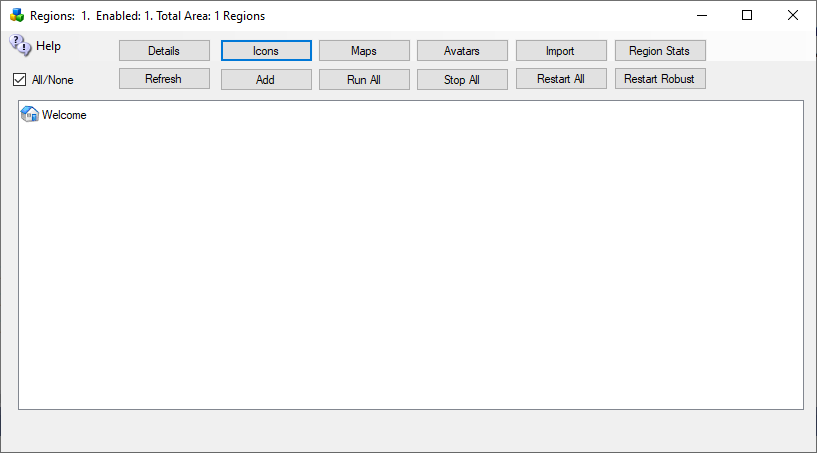 Regions:  1.  Enabled: 1. Total Area: 1 Regions
Help
Details Icons Maps Avatars Import Region Stats
All/None Refresh Add Run All Stop All Restart All Restart Robust
Welcome